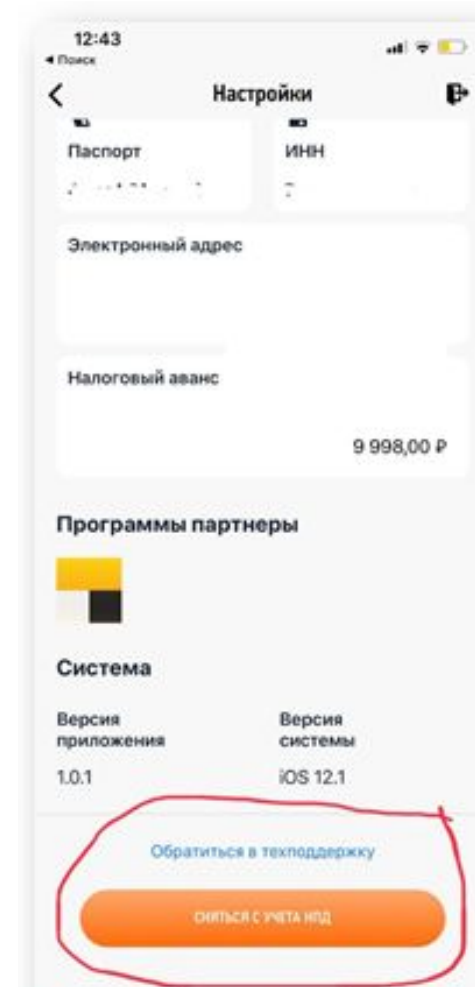 12:43
◀ Поиск
Настройки
Паспорт
ИНН
Электронный адрес
Налоговый аванс
9 998,00 ₽
Программы партнеры
Система
Версия
приложения
Версия
системы
1.0.1
iOS 12.1
Обратиться в техподдержку
СНЯТЬСЯ С УЧЕТА НПД